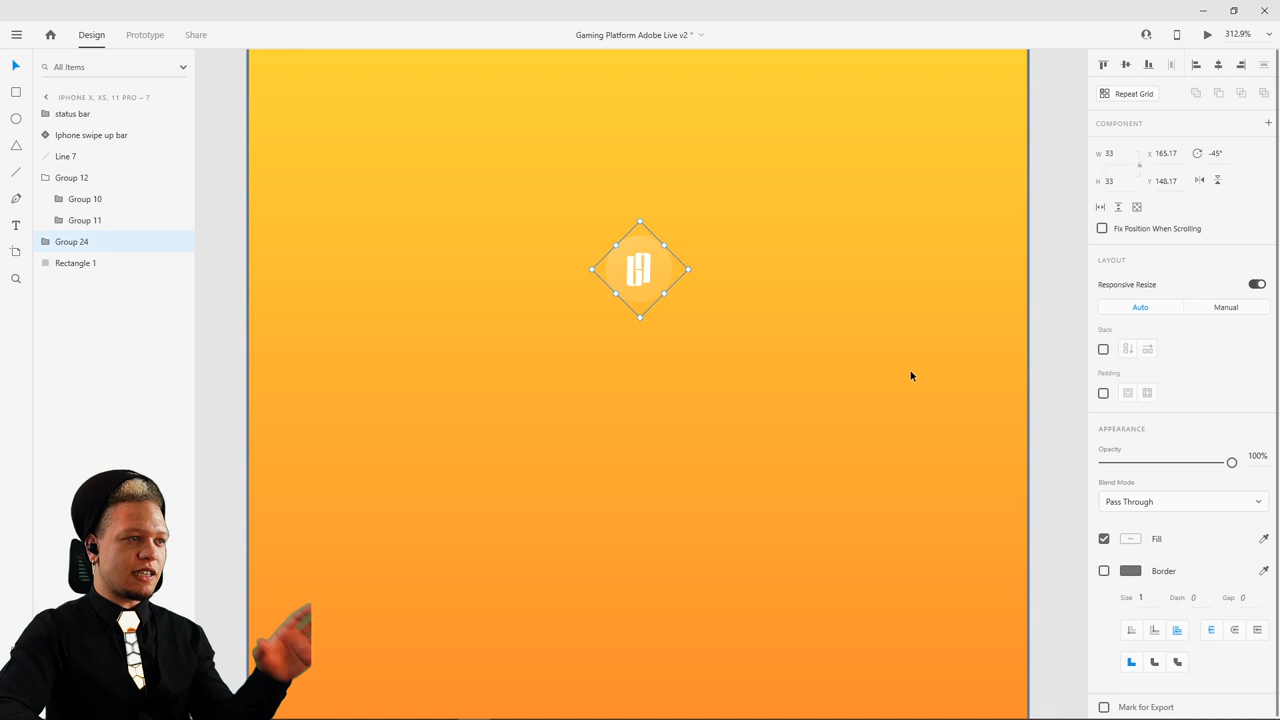 Design
Prototype
Share
Gaming Platform Adobe Live v2 *
312.9%
All Items
IPHONE X, XS, 11 PRO – 7
status bar
Iphone swipe up bar
Line 7
Group 12
Group 10
Group 11
Group 24
Rectangle 1
Repeat Grid
COMPONENT
W 33
X 165.17
-45°
H 33
Y 148.17
Fix Position When Scrolling
LAYOUT
Responsive Resize
Auto
Manual
Stack
Padding
APPEARANCE
Opacity
100%
Blend Mode
Pass Through
Fill
Border
Size 1
Dash 0
Gap 0
Mark for Export